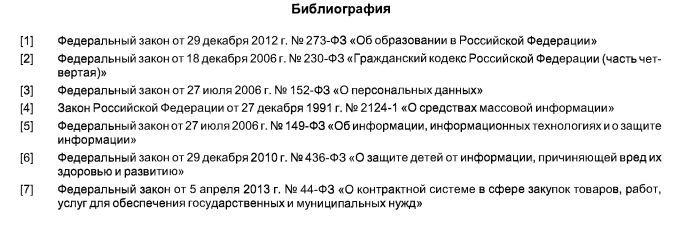 Библиография
[1] Федеральный закон от 29 декабря 2012 г. № 273-ФЗ «Об образовании в Российской Федерации»
[2] Федеральный закон от 18 декабря 2006 г. № 230-ФЗ «Гражданский кодекс Российской Федерации (часть чет-
вертая)»
[3] Федеральный закон от 27 июля 2006 г. № 152-ФЗ «О персональных данных»
[4] Закон Российской Федерации от 27 декабря 1991 г. № 2124-1 «О средствах массовой информации»
[5] Федеральный закон от 27 июля 2006 г. № 149-ФЗ «Об информации, информационных технологиях и о защите
информации»
[6] Федеральный закон от 29 декабря 2010 г. № 436-ФЗ «О защите детей от информации, причиняющей вред их
здоровью и развитию»
[7] Федеральный закон от 5 апреля 2013 г. № 44-ФЗ «О контрактной системе в сфере закупок товаров, работ,
услуг для обеспечения государственных и муниципальных нужд»